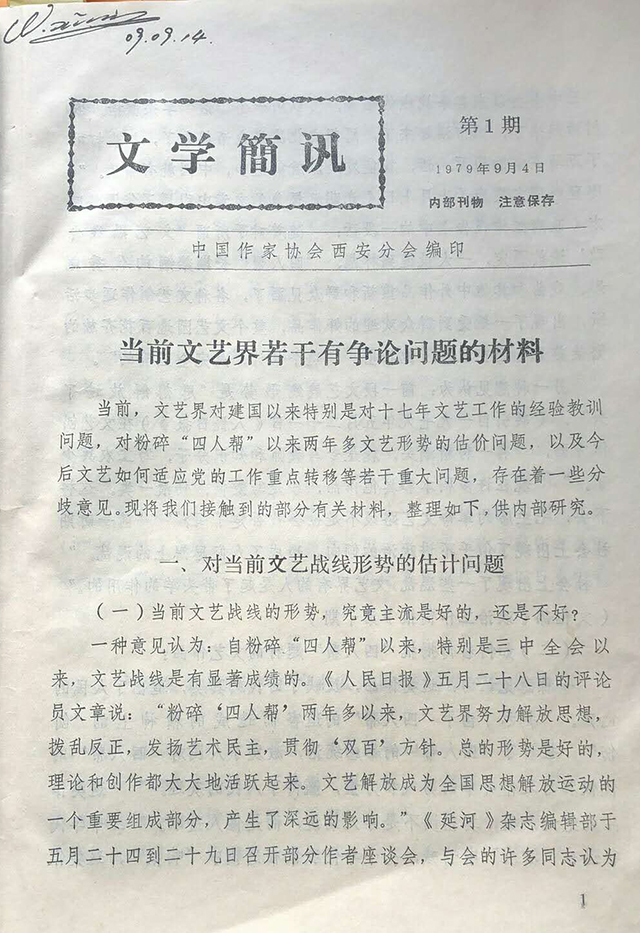 09.09.14.
文学簡讯
第1期
1979年9月4日
内部刊物 注意保存
中国作家协会西安分会编印
当前文艺界若干有争论问题的材料
当前，文艺界对建国以来特别是对十七年文艺工作的经验教训
问题，对粉碎“四人帮”以来两年多文艺形势的估价问题，以及今
后文艺如何适应党的工作重点转移等若干重大问题，存在着一些分
歧意见。现将我们接触到的部分有关材料，整理如下，供内部研究。
一、对当前文艺战线形势的估计问题
（一）当前文艺战线的形势，究竟主流是好的，还是不好？
一种意见认为：自粉碎“四人帮”以来，特别是三中全会以
来，文艺战线是有显著成绩的。《人民日报》五月二十八日的评论
员文章说：“粉碎‘四人帮’两年多以来，文艺界努力解放思想，
拨乱反正，发扬艺术民主，贯彻‘双百’方针。总的形势是好的，
理论和创作都大大地活跃起来。文艺解放成为全国思想解放运动的
一个重要组成部分，产生了深远的影响。”《延河》杂志编辑部于
五月二十四到二十九日召开部分作者座谈会，与会的许多同志认为
1